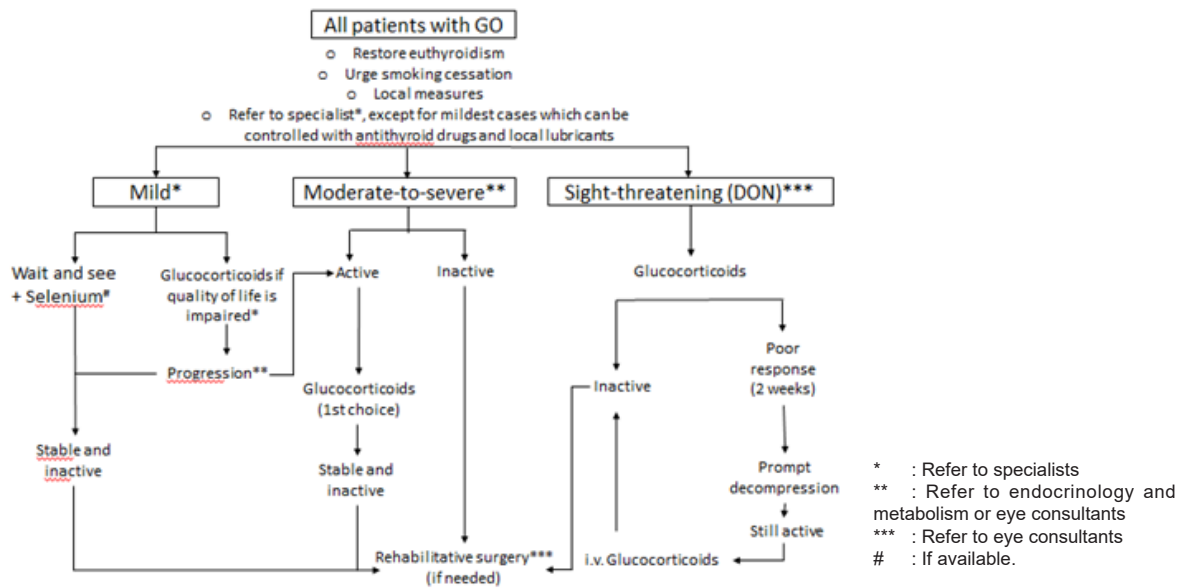 All patients with GO
o Restore euthyroidism
o Urge smoking cessation
o Local measures
o Refer to specialist*, except for mildest cases which can be
controlled with antithyroid drugs and local lubricants
Mild*
Moderate-to-severe**
Sight-threatening (DON)***
Wait and see
+ Selenium#
Glucocorticoids if
quality of life is
impaired*
Progression**
Stable and
inactive
Active
Inactive
Glucocorticoids
(1st choice)
Stable and
inactive
Glucocorticoids
Inactive
Poor
response
(2 weeks)
Prompt
decompression
Still active
i.v. Glucocorticoids
Rehabilitative surgery***
(if needed)
* : Refer to specialists
** : Refer to endocrinology and
metabolism or eye consultants
*** : Refer to eye consultants
# : If available.